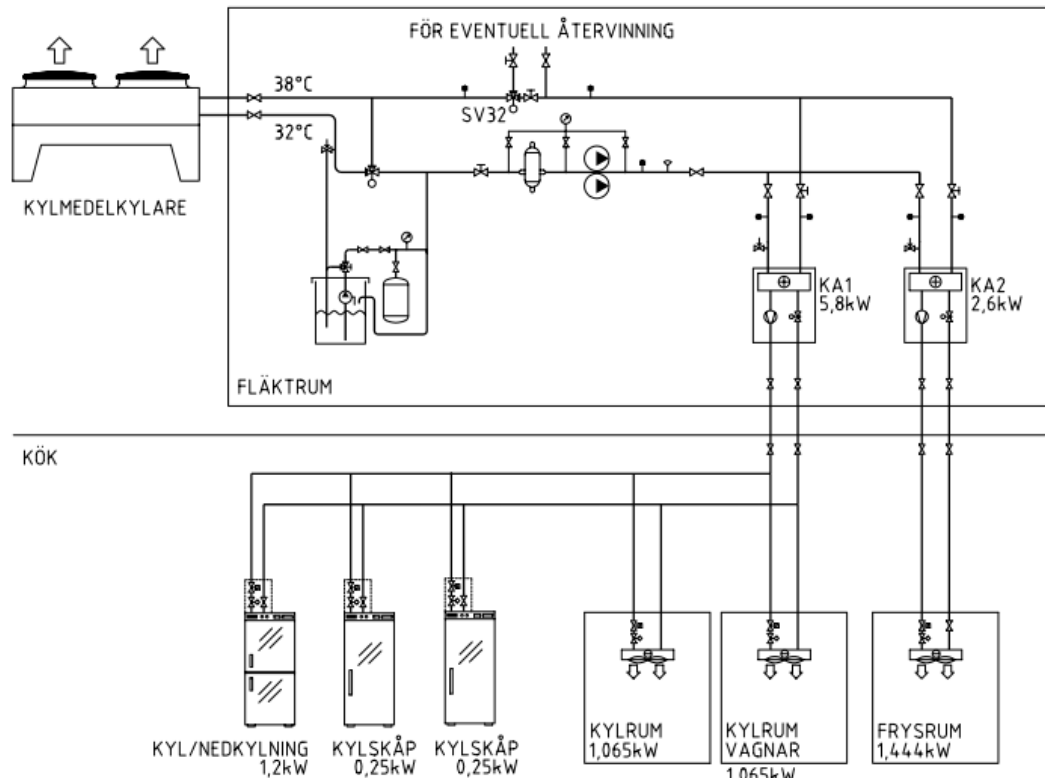 FÖR EVENTUELL ÅTERVINNING
38°C
SV32
32°C
KYLMEDELKYLARE
KA1
5,8kW
KA2
2,6kW
FLÄKTRUM
KÖK
KYL/NEDKYLNING
1,2kW
KYLSKÅP
0,25kW
KYLSKÅP
0,25kW
KYLRUM
1,065kW
KYLRUM
VAGNAR
1,065kW
FRYSRUM
1,444kW